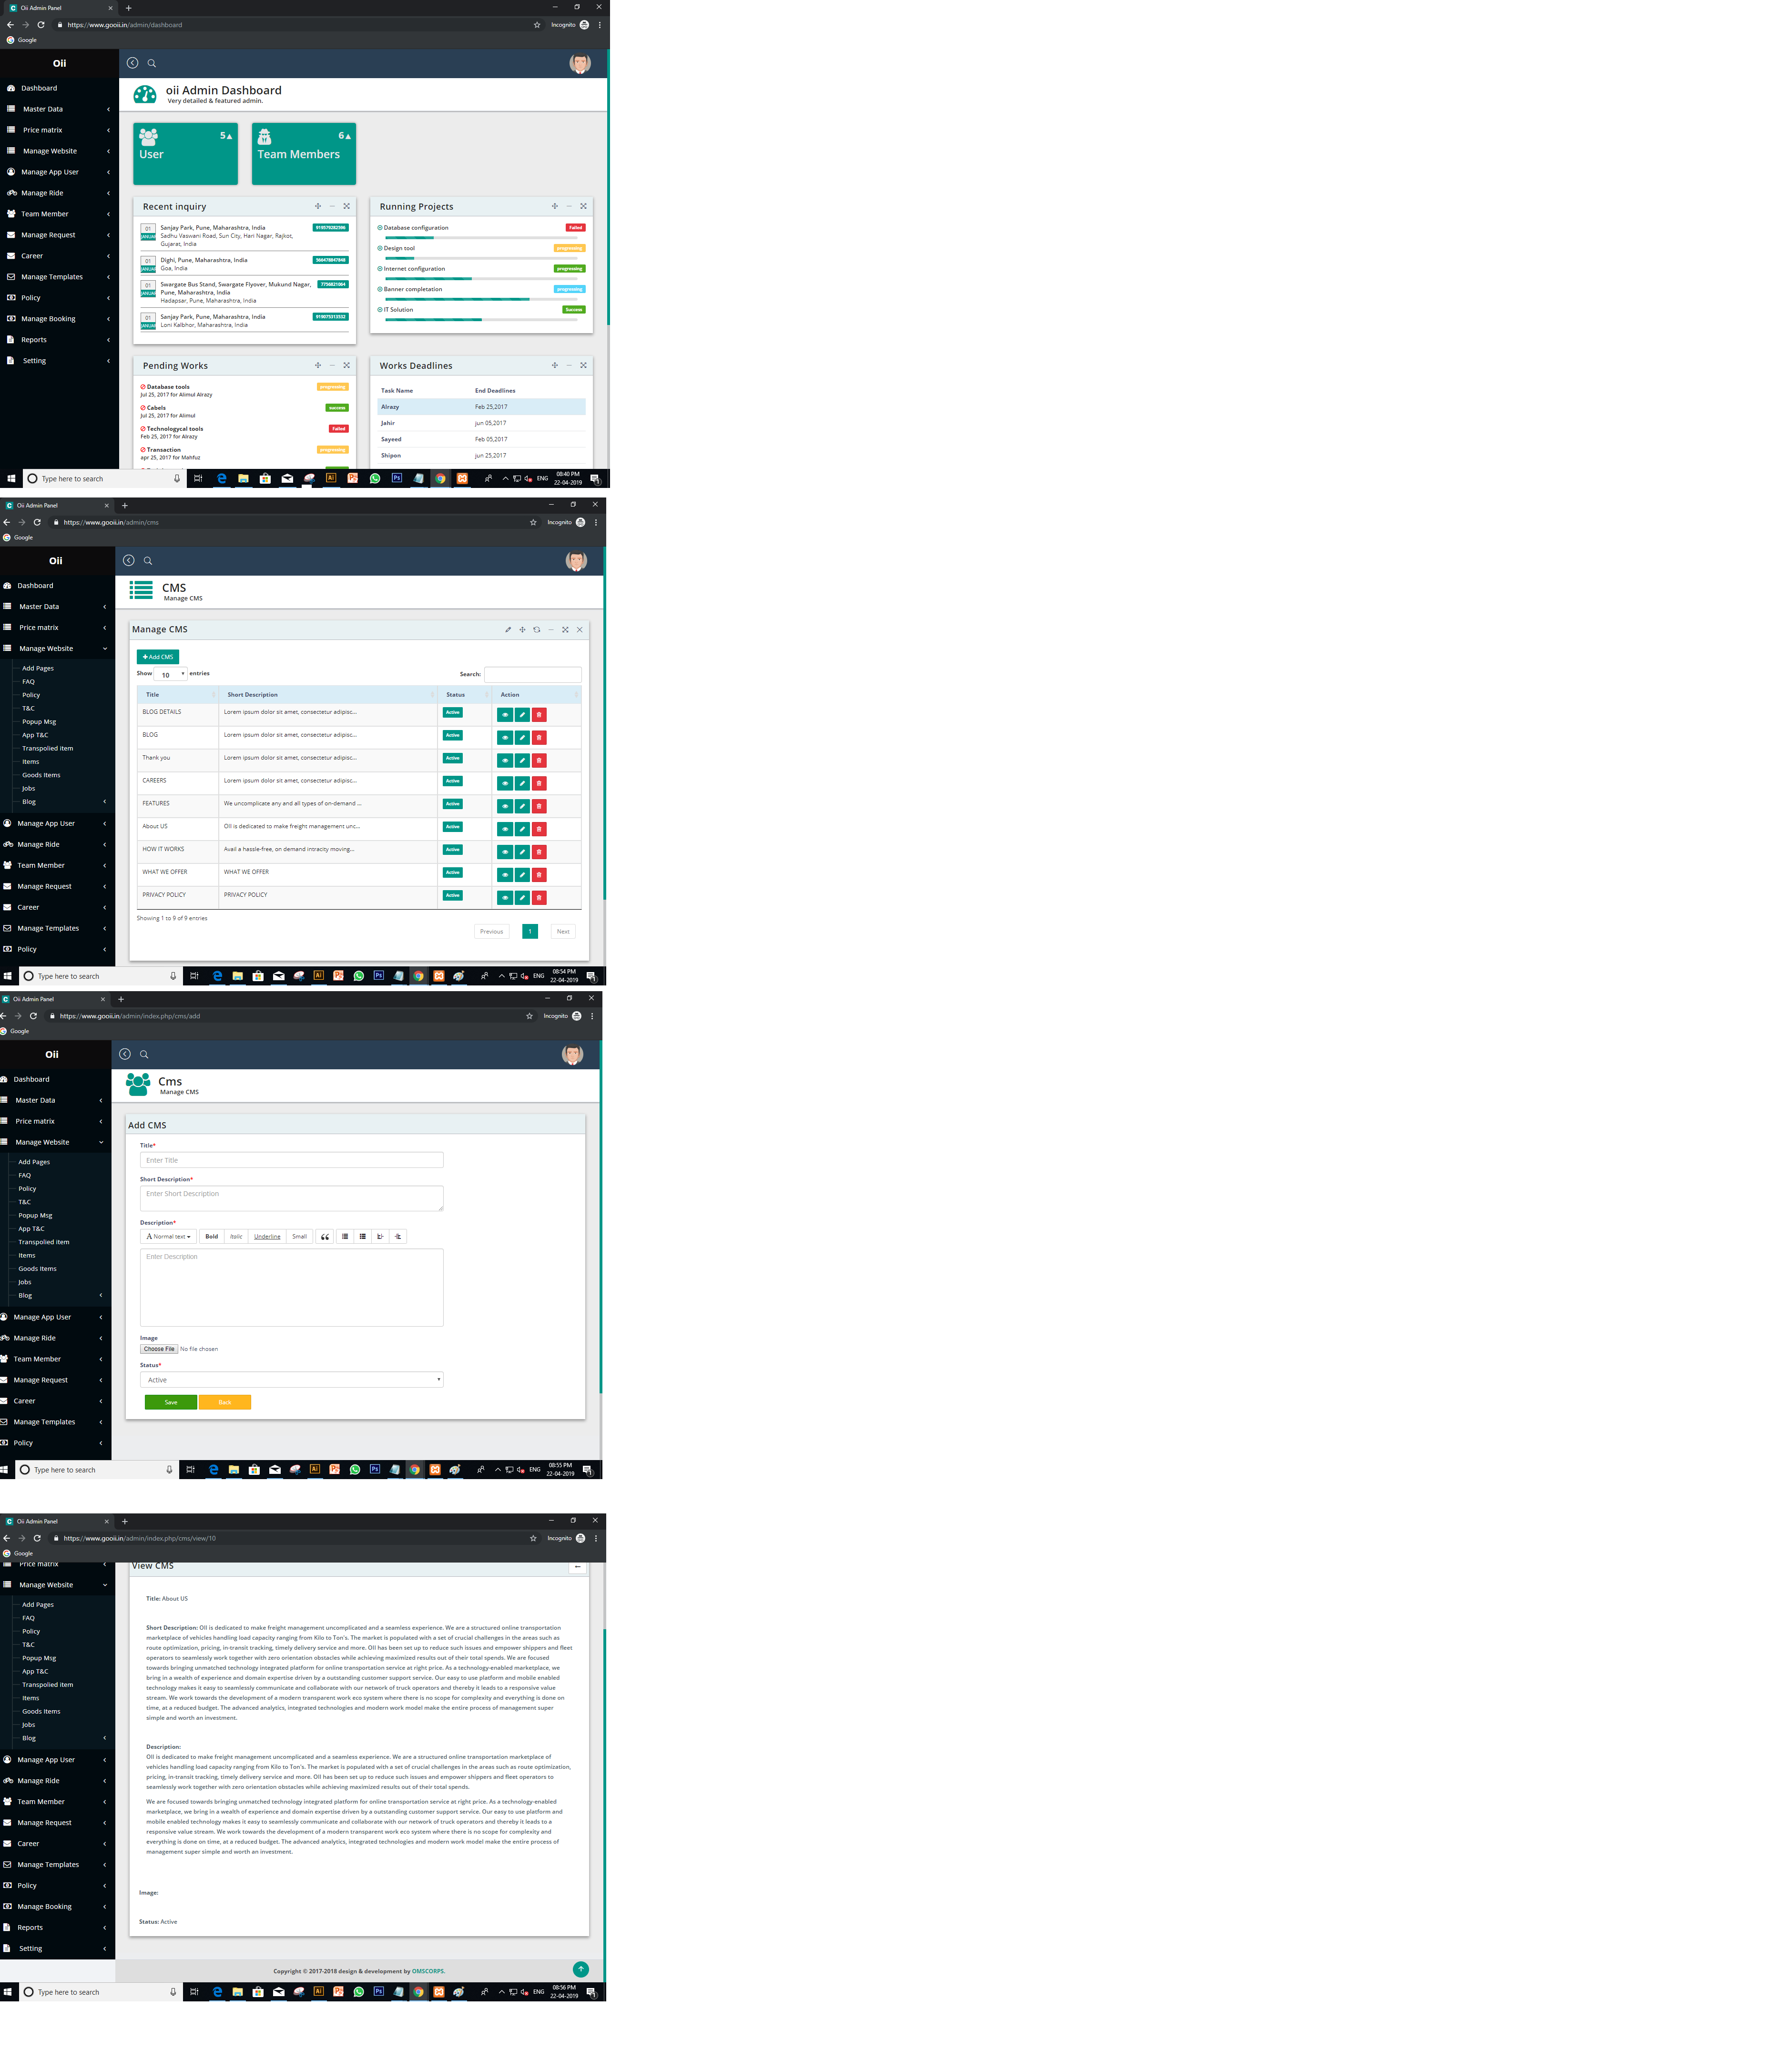 Oii Admin Panel
https://www.gooii.in/admin/dashboard
Incognito
Google
Oii
Dashboard
Master Data
Price matrix
Manage Website
Manage App User
Manage Ride
Team Member
Manage Request
Career
Manage Templates
Policy
Manage Booking
Reports
Setting
oii Admin Dashboard
Very detailed & featured admin.
5
User
6
Team Members
Recent inquiry
01
Sanjay Park, Pune, Maharashtra, India
919579282596
JANUAR
Sadhu Vaswani Road, Sun City, Hari Nagar, Rajkot,
Gujarat, India
01
Dighi, Pune, Maharashtra, India
JANUAR
Goa, India
01
Swargate Bus Stand, Swargate Flyover, Mukund Nagar,
7756821064
JANUAR
Pune, Maharashtra, India
Hadapsar, Pune, Maharashtra, India
01
Sanjay Park, Pune, Maharashtra, India
919075313532
JANUAR
Loni Kalbhor, Maharashtra, India
Running Projects
Database configuration
Failed
Design tool
progressing
Internet configuration
progressing
Banner completation
progressing
IT Solution
Success
Pending Works
Database tools
progressing
Jul 25, 2017 for Alimul Alrazy
Cabels
success
Jul 25, 2017 for Alimul
Technologycal tools
Failed
Feb 25, 2017 for Alrazy
Transaction
progressing
apr 25, 2017 for Mahfuz
Works Deadlines
Task Name End Deadlines
Alrazy Feb 25,2017
Jahir jun 05,2017
Sayeed Feb 05,2017
Shipon jun 25,2017
Type here to search
ENG
08:40 PM
22-04-2019
Oii Admin Panel
https://www.gooii.in/admin/cms
Incognito
Google
Oii
Dashboard
Master Data
Price matrix
Manage Website
Add Pages
FAQ
Policy
T&C
Popup Msg
App T&C
Transpolied item
Items
Goods Items
Jobs
Blog
Manage App User
Manage Ride
Team Member
Manage Request
Career
Manage Templates
Policy
CMS
Manage CMS
Manage CMS
Add CMS
Show 10 entries
Search:
Title Short Description Status Action
BLOG DETAILS Lorem ipsum dolor sit amet, consectetur adipisc... Active
BLOG Lorem ipsum dolor sit amet, consectetur adipisc... Active
Thank you Lorem ipsum dolor sit amet, consectetur adipisc... Active
CAREERS Lorem ipsum dolor sit amet, consectetur adipisc... Active
FEATURES We uncomplicate any and all types of on-demand ... Active
About US OII is dedicated to make freight management unc... Active
HOW IT WORKS Avail a hassle-free, on demand intracity moving... Active
WHAT WE OFFER WHAT WE OFFER Active
PRIVACY POLICY PRIVACY POLICY Active
Showing 1 to 9 of 9 entries
Previous 1 Next
Type here to search
ENG
08:54 PM
22-04-2019
Oii Admin Panel
https://www.gooii.in/admin/index.php/cms/add
Incognito
Google
Oii
Dashboard
Master Data
Price matrix
Manage Website
Add Pages
FAQ
Policy
T&C
Popup Msg
App T&C
Transpolied item
Items
Goods Items
Jobs
Blog
Manage App User
Manage Ride
Team Member
Manage Request
Career
Manage Templates
Policy
Cms
Manage CMS
Add CMS
Title*
Enter Title
Short Description*
Enter Short Description
Description*
A Normal text Bold Italic Underline Small
Enter Description
Image
Choose File No file chosen
Status*
Active
Save Back
Type here to search
ENG
08:55 PM
22-04-2019
Oii Admin Panel
https://www.gooii.in/admin/index.php/cms/view/10
Incognito
Google
Price matrix
Manage Website
Add Pages
FAQ
Policy
T&C
Popup Msg
App T&C
Transpolied item
Items
Goods Items
Jobs
Blog
Manage App User
Manage Ride
Team Member
Manage Request
Career
Manage Templates
Policy
Manage Booking
Reports
Setting
View CMS
Title: About US
Short Description: OII is dedicated to make freight management uncomplicated and a seamless experience. We are a structured online transportation
marketplace of vehicles handling load capacity ranging from Kilo to Ton's. The market is populated with a set of crucial challenges in the areas such as
route optimization, pricing, in-transit tracking, timely delivery service and more. OII has been set up to reduce such issues and empower shippers and fleet
operators to seamlessly work together with zero orientation obstacles while achieving maximized results out of their total spends. We are focused
towards bringing unmatched technology integrated platform for online transportation service at right price. As a technology-enabled marketplace, we
bring in a wealth of experience and domain expertise driven by a outstanding customer support service. Our easy to use platform and mobile enabled
technology makes it easy to seamlessly communicate and collaborate with our network of truck operators and thereby it leads to a responsive value
stream. We work towards the development of a modern transparent work eco system where there is no scope for complexity and everything is done on
time, at a reduced budget. The advanced analytics, integrated technologies and modern work model make the entire process of management super
simple and worth an investment.
Description:
OII is dedicated to make freight management uncomplicated and a seamless experience. We are a structured online transportation marketplace of
vehicles handling load capacity ranging from Kilo to Ton's. The market is populated with a set of crucial challenges in the areas such as route optimization,
pricing, in-transit tracking, timely delivery service and more. OII has been set up to reduce such issues and empower shippers and fleet operators to
seamlessly work together with zero orientation obstacles while achieving maximized results out of their total spends.
We are focused towards bringing unmatched technology integrated platform for online transportation service at right price. As a technology-enabled
marketplace, we bring in a wealth of experience and domain expertise driven by a outstanding customer support service. Our easy to use platform and
mobile enabled technology makes it easy to seamlessly communicate and collaborate with our network of truck operators and thereby it leads to a
responsive value stream. We work towards the development of a modern transparent work eco system where there is no scope for complexity and
everything is done on time, at a reduced budget. The advanced analytics, integrated technologies and modern work model make the entire process of
management super simple and worth an investment.
Image:
Status: Active
Copyright © 2017-2018 design & development by OMSCORPS.
Type here to search
ENG
08:56 PM
22-04-2019